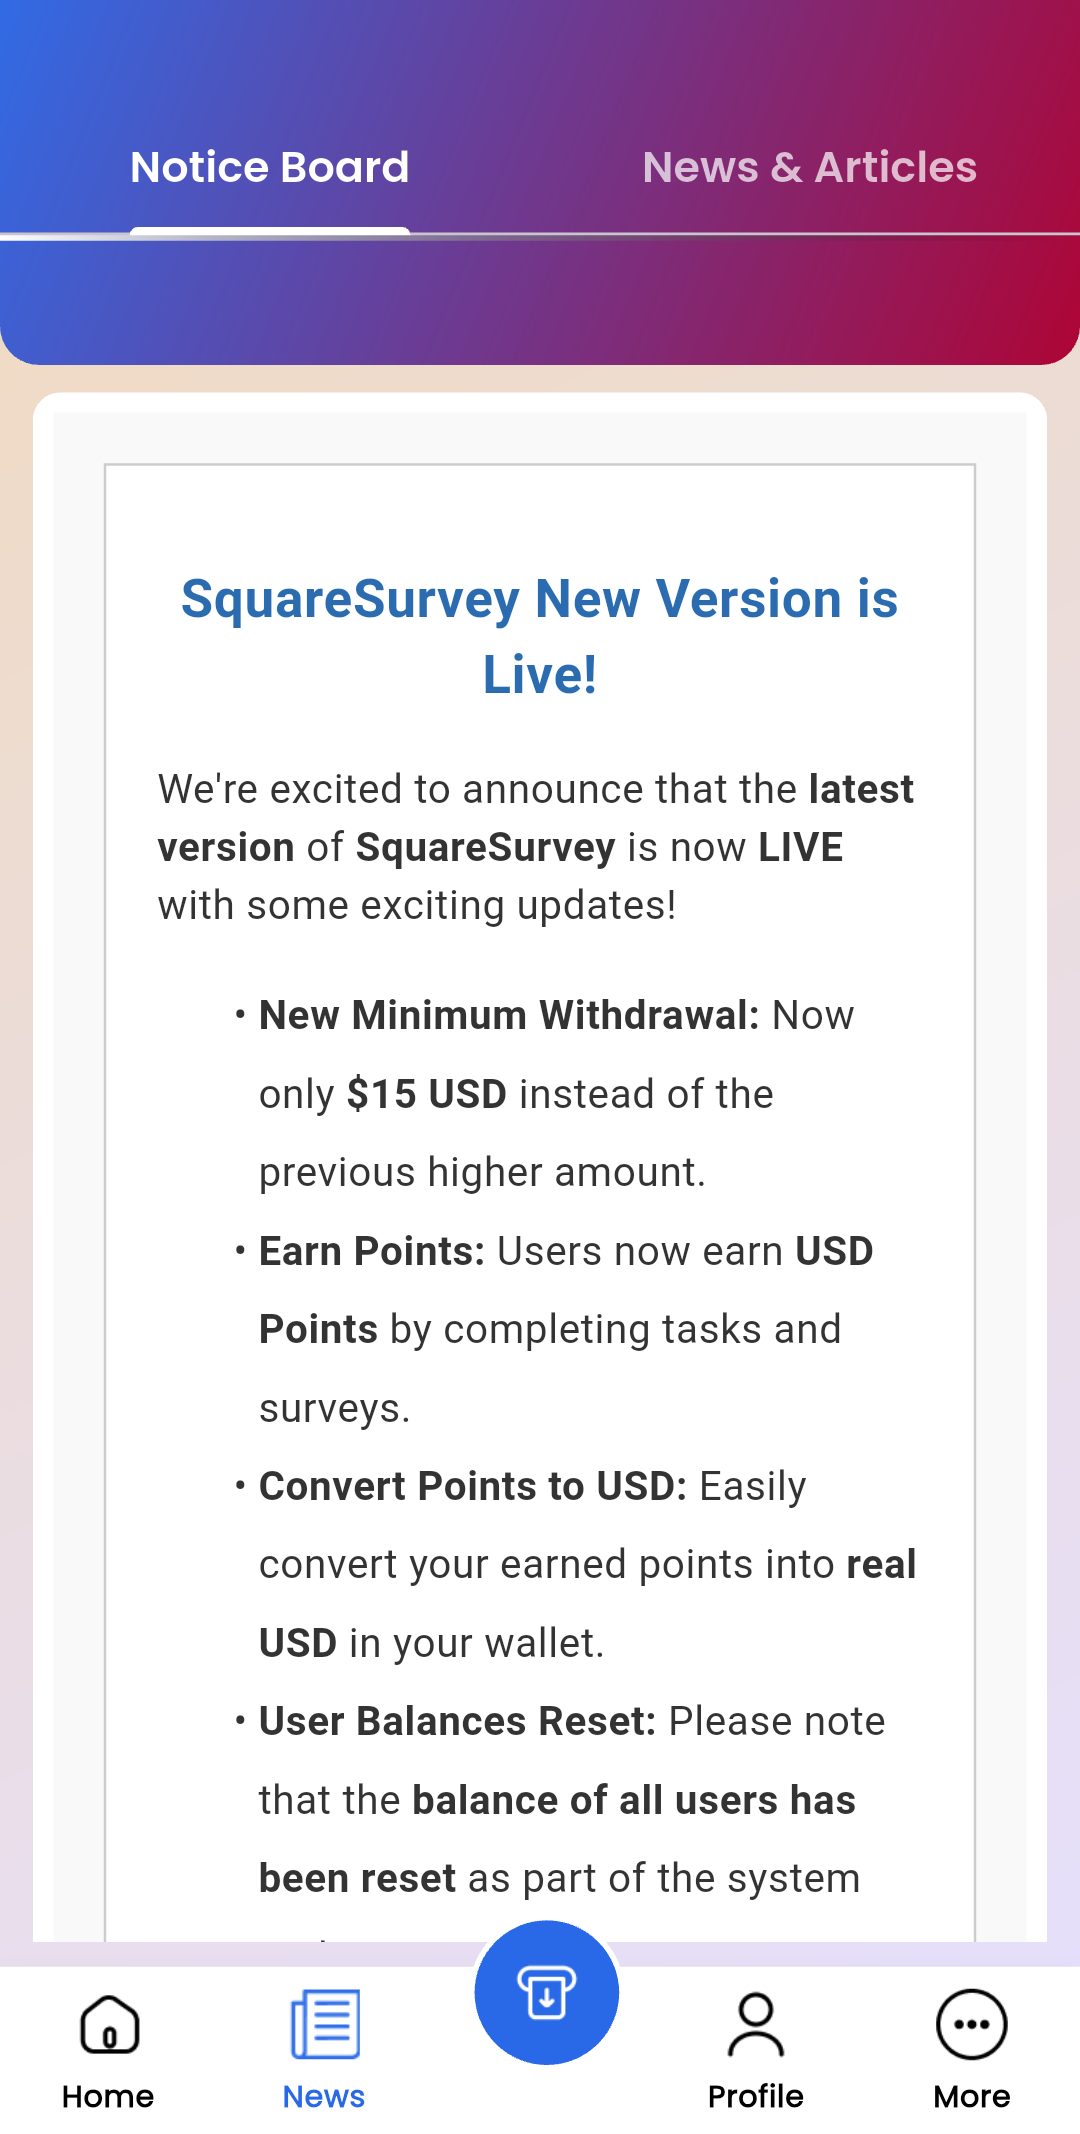 Notice Board
News & Articles
SquareSurvey New Version is
Live!
We're excited to announce that the latest
version of SquareSurvey is now LIVE
with some exciting updates!
• New Minimum Withdrawal: Now
only $15 USD instead of the
previous higher amount.
• Earn Points: Users now earn USD
Points by completing tasks and
surveys.
• Convert Points to USD: Easily
convert your earned points into real
USD in your wallet.
• User Balances Reset: Please note
that the balance of all users has
been reset as part of the system
Home
News
Profile
More